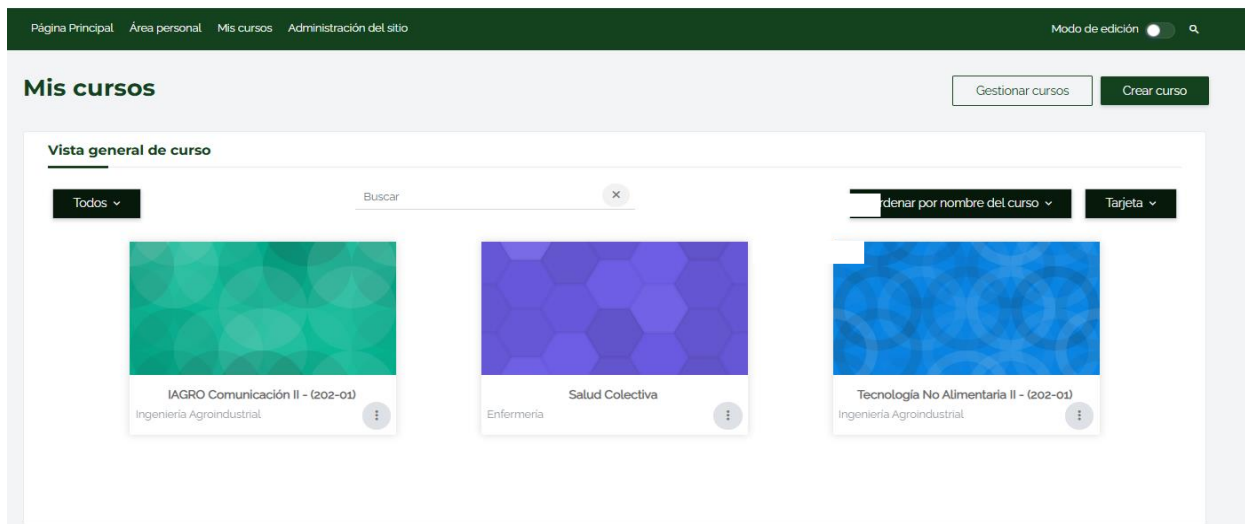 Página Principal Área personal Mis cursos Administración del sitio Modo de edición
Mis cursos Gestionar cursos Crear curso
Vista general de curso
Todos Buscar rdenar por nombre del curso Tarjeta
IAGRO Comunicación II - (202-01)
Ingeniería Agroindustrial
Salud Colectiva
Enfermería
Tecnología No Alimentaria II - (202-01)
Ingeniería Agroindustrial